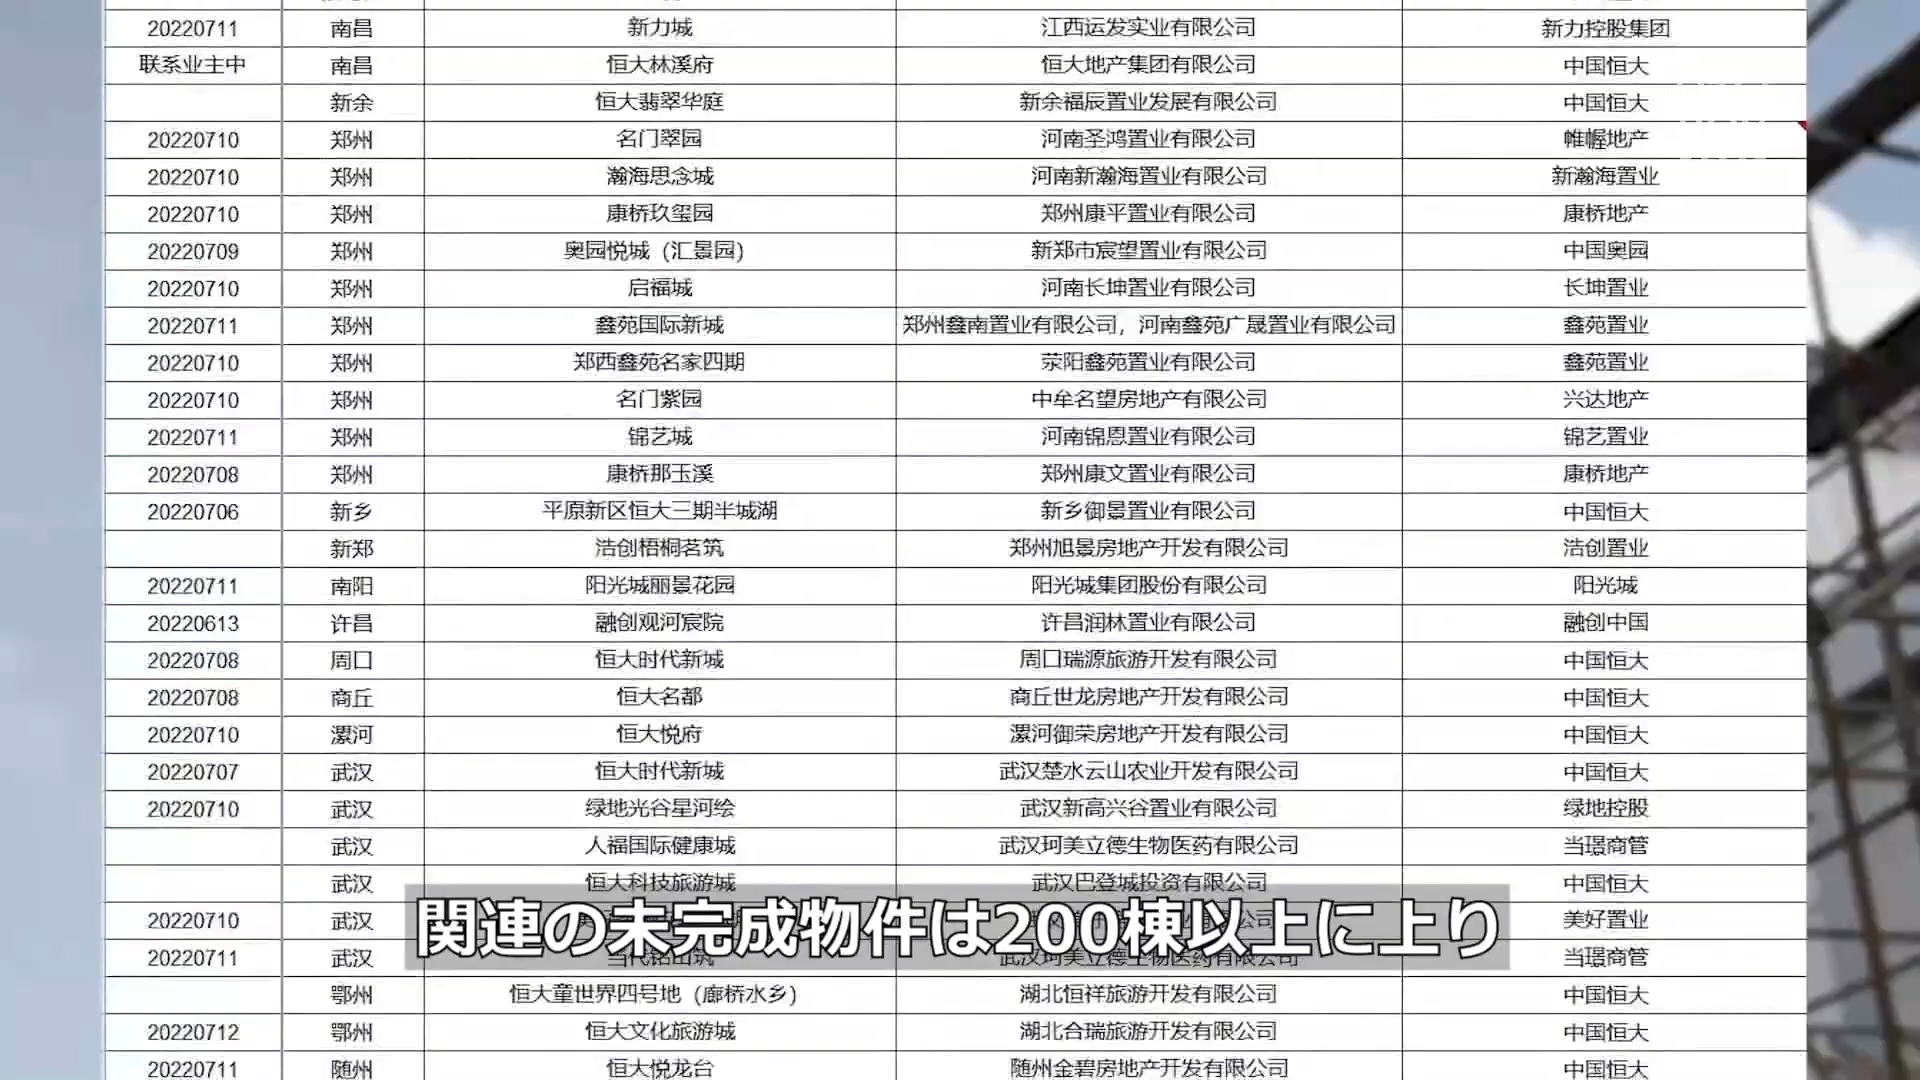 20220711 南昌 新力城 江西运发实业有限公司 新力控股集团
联系业主中 南昌 恒大林溪府 恒大地产集团有限公司 中国恒大
新余 恒大翡翠华庭 新余福辰置业发展有限公司 中国恒大
20220710 郑州 名门翠园 河南圣鸿置业有限公司 帷幄地产
20220710 郑州 瀚海思念城 河南新瀚海置业有限公司 新瀚海置业
20220710 郑州 康桥玖玺园 郑州康平置业有限公司 康桥地产
20220709 郑州 奥园悦城（汇景园） 新郑市宸望置业有限公司 中国奥园
20220710 郑州 启福城 河南长坤置业有限公司 长坤置业
20220711 郑州 鑫苑国际新城 郑州鑫南置业有限公司，河南鑫苑广晟置业有限公司 鑫苑置业
20220710 郑州 郑西鑫苑名家四期 荥阳鑫苑置业有限公司 鑫苑置业
20220710 郑州 名门紫园 中牟名望房地产有限公司 兴达地产
20220711 郑州 锦艺城 河南锦恩置业有限公司 锦艺置业
20220708 郑州 康桥那玉溪 郑州康文置业有限公司 康桥地产
20220706 新乡 平原新区恒大三期半城湖 新乡御景置业有限公司 中国恒大
新郑 浩创梧桐茗筑 郑州旭景房地产开发有限公司 浩创置业
20220711 南阳 阳光城丽景花园 阳光城集团股份有限公司 阳光城
20220613 许昌 融创观河宸院 许昌润林置业有限公司 融创中国
20220708 周口 恒大时代新城 周口瑞源旅游开发有限公司 中国恒大
20220708 商丘 恒大名都 商丘世龙房地产开发有限公司 中国恒大
20220710 漯河 恒大悦府 漯河御荣房地产开发有限公司 中国恒大
20220707 武汉 恒大时代新城 武汉楚水云山农业开发有限公司 中国恒大
20220710 武汉 绿地光谷星河绘 武汉新高兴谷置业有限公司 绿地控股
武汉 人福国际健康城 武汉珂美立德生物医药有限公司 当璟商管
武汉 恒大科技旅游城 武汉巴登城投资有限公司 中国恒大
20220710 武汉 美好置业
関連の未完成物件は200棟以上に上り
20220711 武汉 当代铭山筑 武汉珂美立德生物医药有限公司 当璟商管
鄂州 恒大童世界四号地（廊桥水乡） 湖北恒祥旅游开发有限公司 中国恒大
20220712 鄂州 恒大文化旅游城 湖北合瑞旅游开发有限公司 中国恒大
20220711 随州 恒大悦龙台 随州金碧房地产开发有限公司 中国恒大